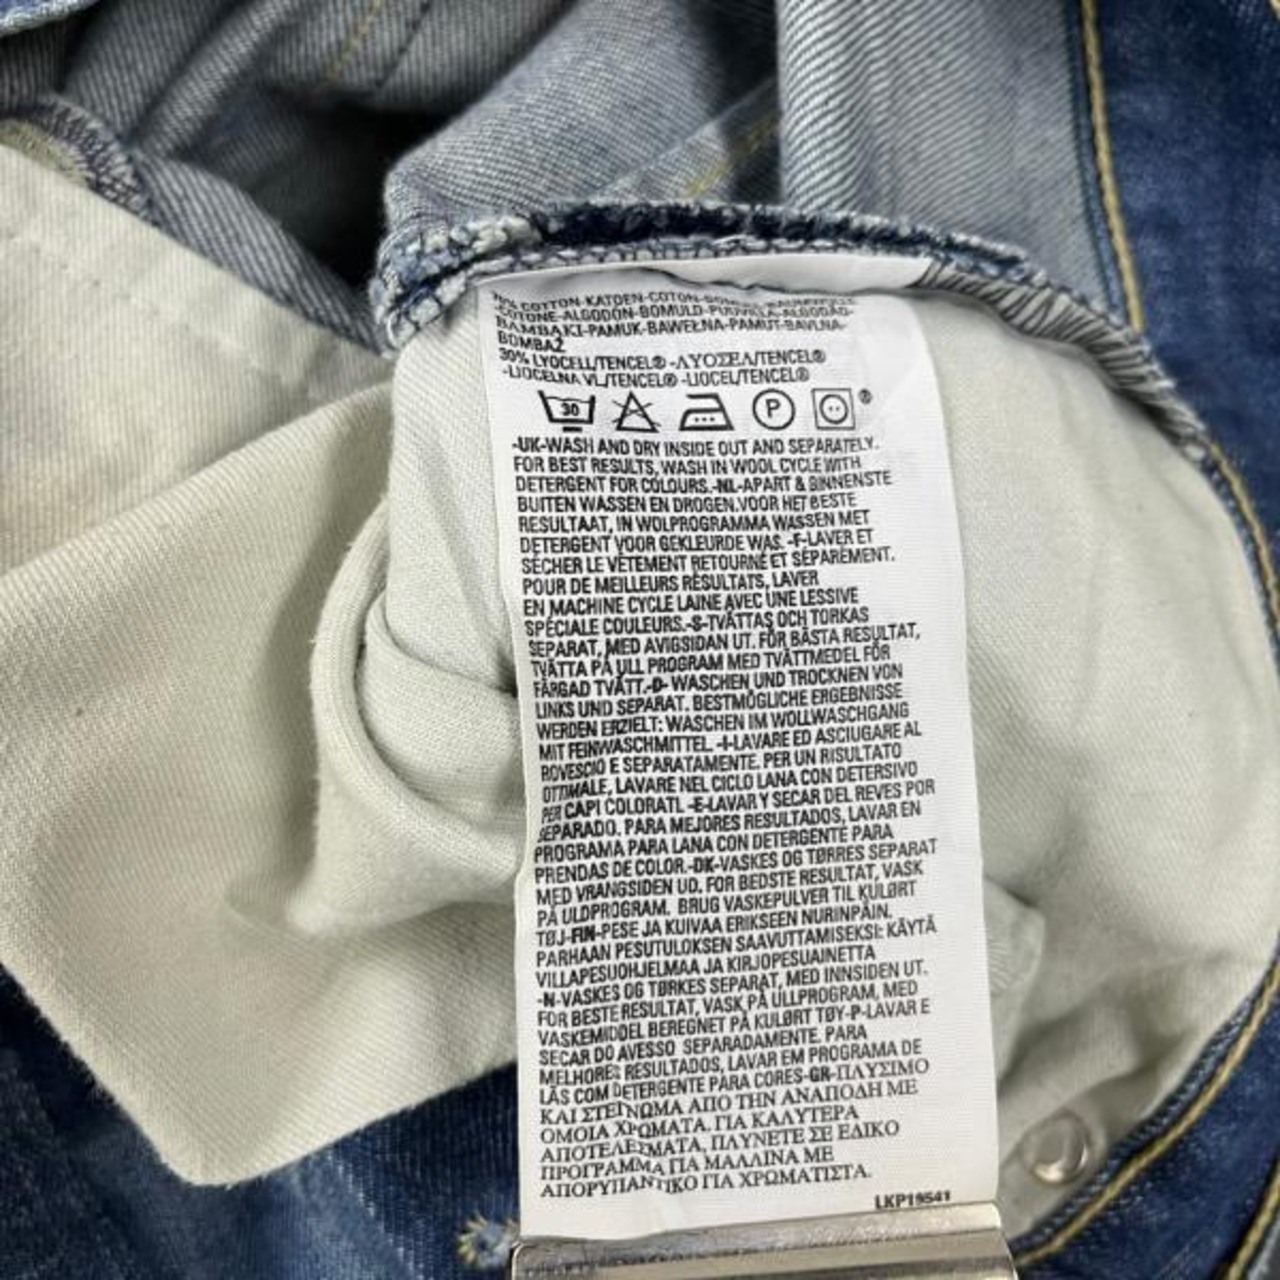 70% COTTON-KATOEN-COTON-BOMULL-BAUMWOLLE
-COTONE-ALGODÓN-BOMULD-PUUVILLA-ALGODÃO-
BAMBAKI-PAMUK-BAWEŁNA-PAMUT-BAVLNA-
BOMBAŽ
30% LYOCELL/TENCEL® -ΛΥΟΣΕΛ/TENCEL®
-LIOCELNA VL/TENCEL® -LIOCEL/TENCEL®
30 P ®
-UK-WASH AND DRY INSIDE OUT AND SEPARATELY.
FOR BEST RESULTS, WASH IN WOOL CYCLE WITH
DETERGENT FOR COLOURS.-NL-APART & BINNENSTE
BUITEN WASSEN EN DROGEN.VOOR HET BESTE
RESULTAAT, IN WOLPROGRAMMA WASSEN MET
DETERGENT VOOR GEKLEURDE WAS. -F-LAVER ET
SÉCHER LE VÊTEMENT RETOURNÉ ET SÉPARÉMENT.
POUR DE MEILLEURS RÉSULTATS, LAVER
EN MACHINE CYCLE LAINE AVEC UNE LESSIVE
SPÉCIALE COULEURS.-S-TVÄTTAS OCH TORKAS
SEPARAT, MED AVIGSIDAN UT. FÖR BÄSTA RESULTAT,
TVÄTTA PÅ ULL PROGRAM MED TVÄTTMEDEL FÖR
FÄRGAD TVÄTT.-D- WASCHEN UND TROCKNEN VON
LINKS UND SEPARAT. BESTMÖGLICHE ERGEBNISSE
WERDEN ERZIELT: WASCHEN IM WOLLWASCHGANG
MIT FEINWASCHMITTEL. -I-LAVARE ED ASCIUGARE AL
ROVESCIO E SEPARATAMENTE. PER UN RISULTATO
OTTIMALE, LAVARE NEL CICLO LANA CON DETERSIVO
PER CAPI COLORATI. -E-LAVAR Y SECAR DEL REVES POR
SEPARADO. PARA MEJORES RESULTADOS, LAVAR EN
PROGRAMA PARA LANA CON DETERGENTE PARA
PRENDAS DE COLOR.-DK-VASKES OG TØRRES SEPARAT
MED VRANGSIDEN UD. FOR BEDSTE RESULTAT, VASK
PÅ ULDPROGRAM. BRUG VASKEPULVER TIL KULØRT
TØJ-FIN-PESE JA KUIVAA ERIKSEEN NURINPÄIN.
PARHAAN PESUTULOKSEN SAAVUTTAMISEKSI: KÄYTÄ
VILLAPESUOHJELMAA JA KIRJOPESUAINETTA
-N-VASKES OG TØRKES SEPARAT, MED INNSIDEN UT.
FOR BESTE RESULTAT, VASK PÅ ULLPROGRAM, MED
VASKEMIDDEL BEREGNET PÅ KULØRT TØY-P-LAVAR E
SECAR DO AVESSO SEPARADAMENTE. PARA
MELHORES RESULTADOS, LAVAR EM PROGRAMA DE
LÃS COM DETERGENTE PARA CORES-GR-ΠΛΥΣΙΜΟ
ΚΑΙ ΣΤΕΓΝΩΜΑ ΑΠΟ ΤΗΝ ΑΝΑΠΟΔΗ ΜΕ
ΟΜΟΙΑ ΧΡΩΜΑΤΑ. ΓΙΑ ΚΑΛΥΤΕΡΑ
ΑΠΟΤΕΛΕΣΜΑΤΑ, ΠΛΥΝΕΤΕ ΣΕ ΕΔΙΚΟ
ΠΡΟΓΡΑΜΜΑ ΓΙΑ ΜΑΛΛΙΝΑ ΜΕ
ΑΠΟΡΥΠΑΝΤΙΚΟ ΓΙΑ ΧΡΩΜΑΤΙΣΤΑ.
LKP19541